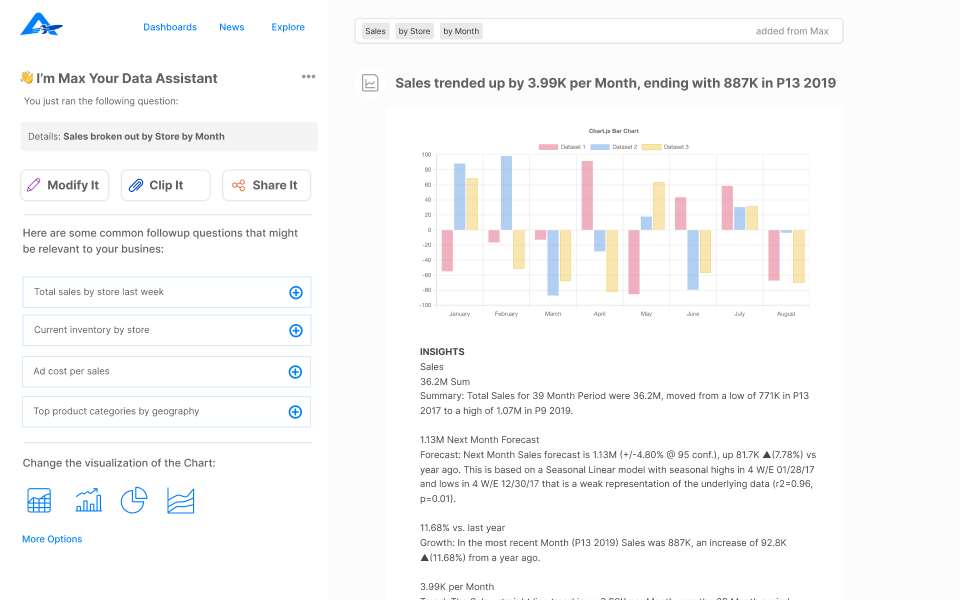 Dashboards News Explore
👋 I'm Max Your Data Assistant
You just ran the following question:
Details: Sales broken out by Store by Month
Modify It
Clip It
Share It
Here are some common followup questions that might
be relevant to your busines:
Total sales by store last week
Current inventory by store
Ad cost per sales
Top product categories by geography
Change the visualization of the Chart:
More Options
Sales by Store by Month added from Max
Sales trended up by 3.99K per Month, ending with 887K in P13 2019
Chart.js Bar Chart
Dataset 1 Dataset 2 Dataset 3
100
80
60
40
20
0
-20
-40
-60
-80
-100
January February March April May June July August
INSIGHTS
Sales
36.2M Sum
Summary: Total Sales for 39 Month Period were 36.2M, moved from a low of 771K in P13
2017 to a high of 1.07M in P9 2019.
1.13M Next Month Forecast
Forecast: Next Month Sales forecast is 1.13M (+/-4.80% @ 95 conf.), up 81.7K ▲(7.78%) vs
year ago. This is based on a Seasonal Linear model with seasonal highs in 4 W/E 01/28/17
and lows in 4 W/E 12/30/17 that is a weak representation of the underlying data (r2=0.96,
p=0.01).
11.68% vs. last year
Growth: In the most recent Month (P13 2019) Sales was 887K, an increase of 92.8K
▲(11.68%) from a year ago.
3.99K per Month